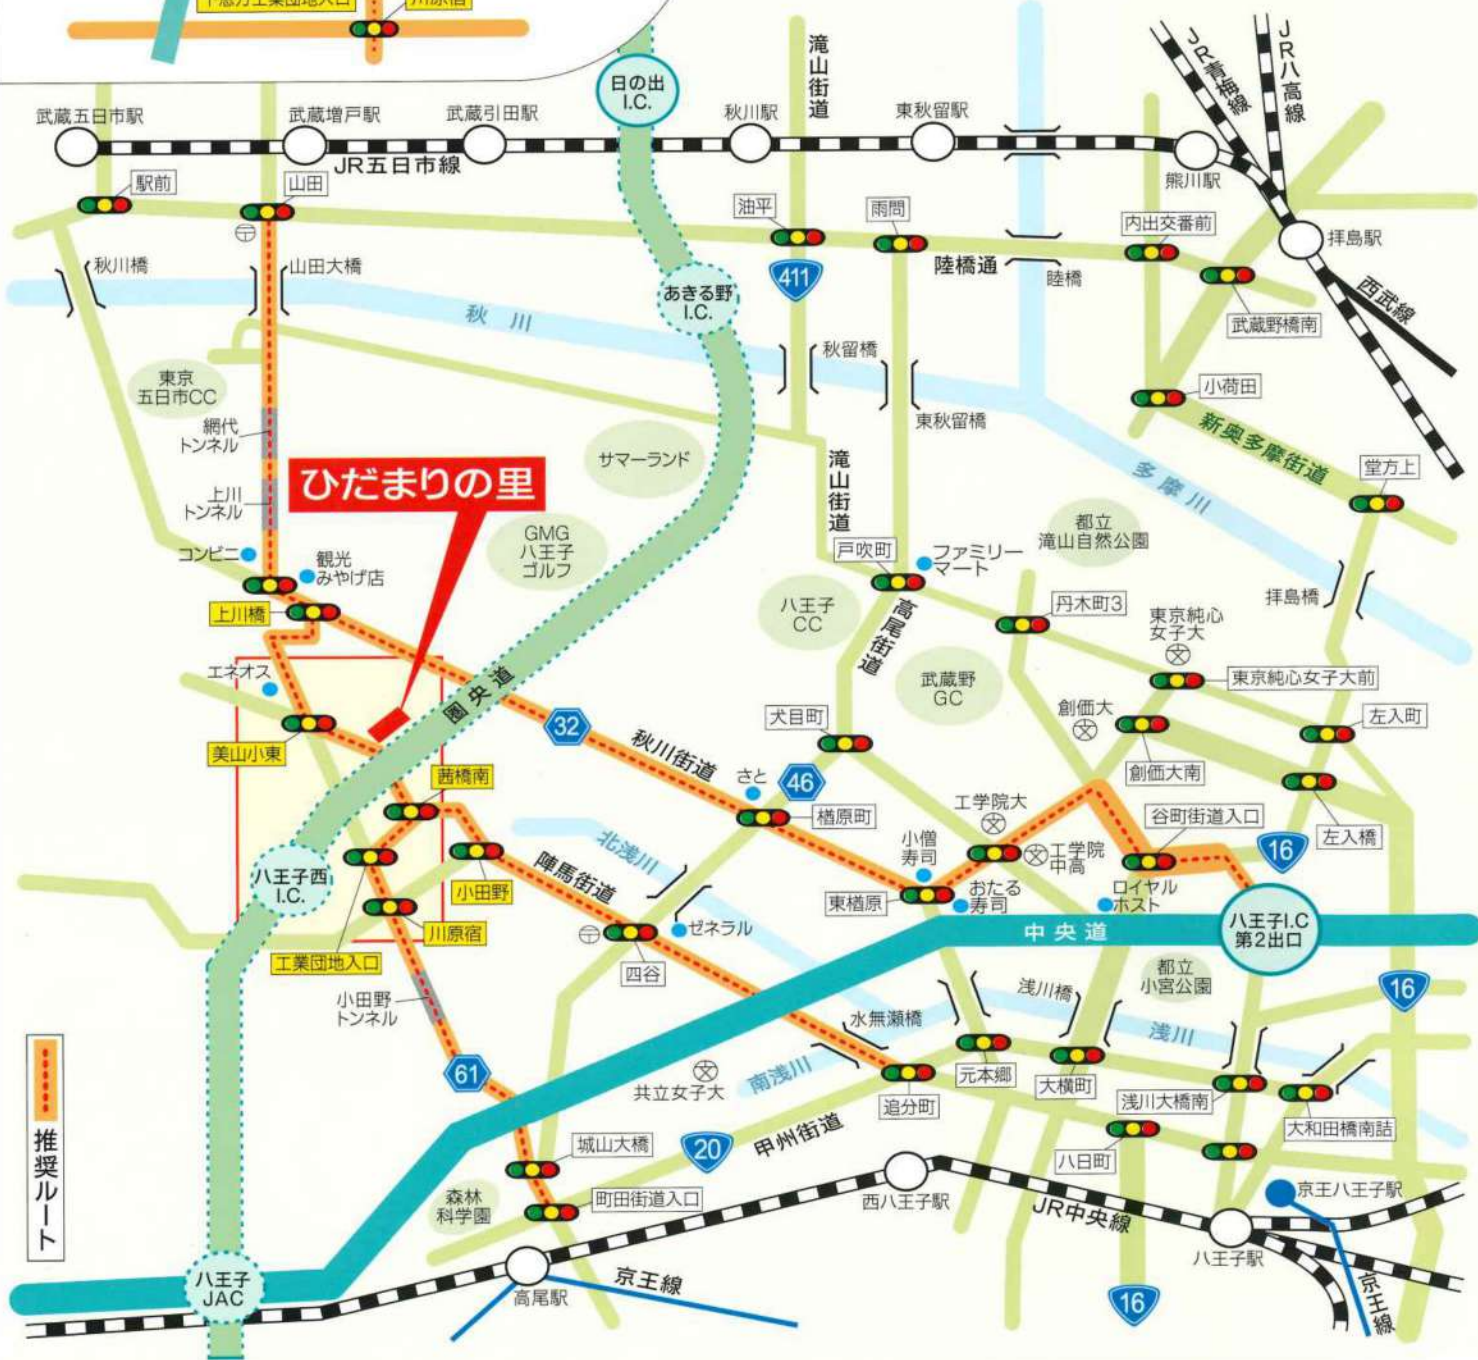 下恩方工業団地入口
川原宿
日の出
I.C.
滝山街道
JR青梅線
JR八高線
武蔵五日市駅
武蔵増戸駅
武蔵引田駅
秋川駅
東秋留駅
JR五日市線
熊川駅
駅前
山田
油平
雨間
内出交番前
拝島駅
秋川橋
山田大橋
あきる野
I.C.
411
陸橋通
睦橋
西武線
武蔵野橋南
秋川
秋留橋
東京
五日市CC
小荷田
東秋留橋
網代
トンネル
新奥多摩街道
サマーランド
滝山街道
堂方上
ひだまりの里
多摩川
上川
トンネル
GMG
八王子
ゴルフ
都立
滝山自然公園
コンビニ
観光
みやげ店
戸吹町
ファミリー
マート
上川橋
八王子
CC
高尾街道
丹木町3
東京純心
女子大
拝島橋
エネオス
圏央道
武蔵野
GC
東京純心女子大前
創価大
32
犬目町
左入町
美山小東
秋川街道
茜橋南
さと
46
創価大南
楢原町
工学院大
谷町街道入口
左入橋
北浅川
16
小僧
寿司
工学院
中高
陣馬街道
八王子西
I.C.
小田野
東楢原
おたる
寿司
ロイヤル
ホスト
川原宿
ゼネラル
中央道
八王子I.C
第2出口
工業団地入口
四谷
都立
小宮公園
小田野
トンネル
浅川橋
16
水無瀬橋
浅川
推奨ルート
61
共立女子大
南浅川
追分町
元本郷
大横町
浅川大橋南
大和田橋南詰
城山大橋
20
甲州街道
八日町
森林
科学園
町田街道入口
西八王子駅
JR中央線
京王八王子駅
八王子駅
八王子
JAC
高尾駅
京王線
16
京王線